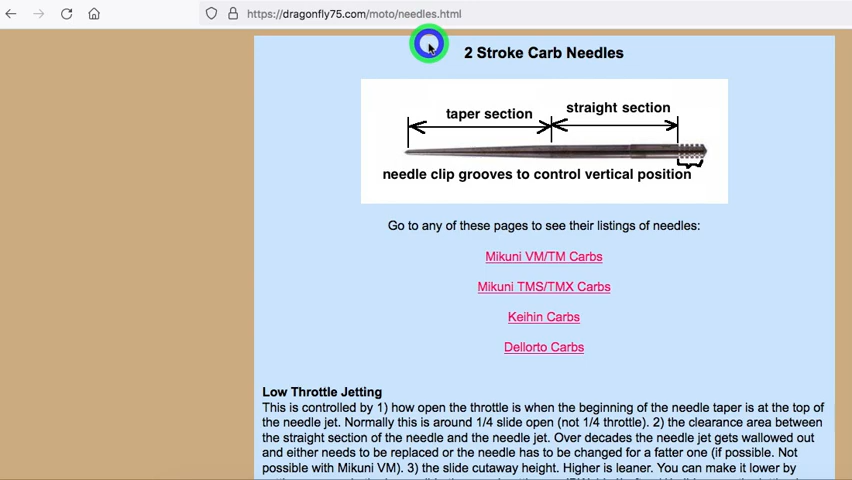 https://dragonfly75.com/moto/needles.html
2 Stroke Carb Needles
taper section
straight section
needle clip grooves to control vertical position
Go to any of these pages to see their listings of needles:
Mikuni VM/TM Carbs
Mikuni TMS/TMX Carbs
Keihin Carbs
Dellorto Carbs
Low Throttle Jetting
This is controlled by 1) how open the throttle is when the beginning of the needle taper is at the top of
the needle jet. Normally this is around 1/4 slide open (not 1/4 throttle). 2) the clearance area between
the straight section of the needle and the needle jet. Over decades the needle jet gets wallowed out
and either needs to be replaced or the needle has to be changed for a fatter one (if possible. Not
possible with Mikuni VM). 3) the slide cutaway height. Higher is leaner. You can make it lower by